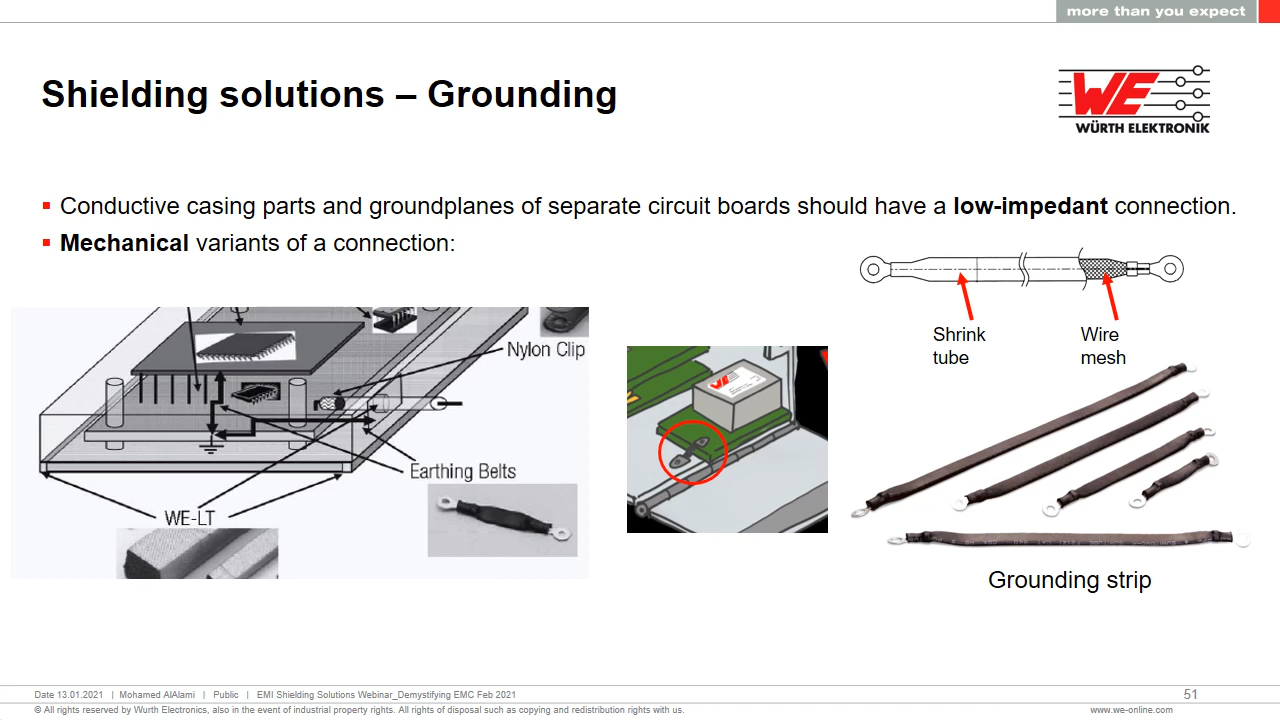 more than you expect
Shielding solutions – Grounding
WE
WÜRTH ELEKTRONIK
Conductive casing parts and groundplanes of separate circuit boards should have a low-impedant connection.
Mechanical variants of a connection:
Shrink
tube
Wire
mesh
Nylon Clip
Earthing Belts
WE-LT
Grounding strip
Date 13.01.2021 | Mohamed AlAlami | Public | EMI Shielding Solutions Webinar_Demystifying EMC Feb 2021
51
© All rights reserved by Wurth Electronics, also in the event of industrial property rights. All rights of disposal such as copying and redistribution rights with us.
www.we-online.com